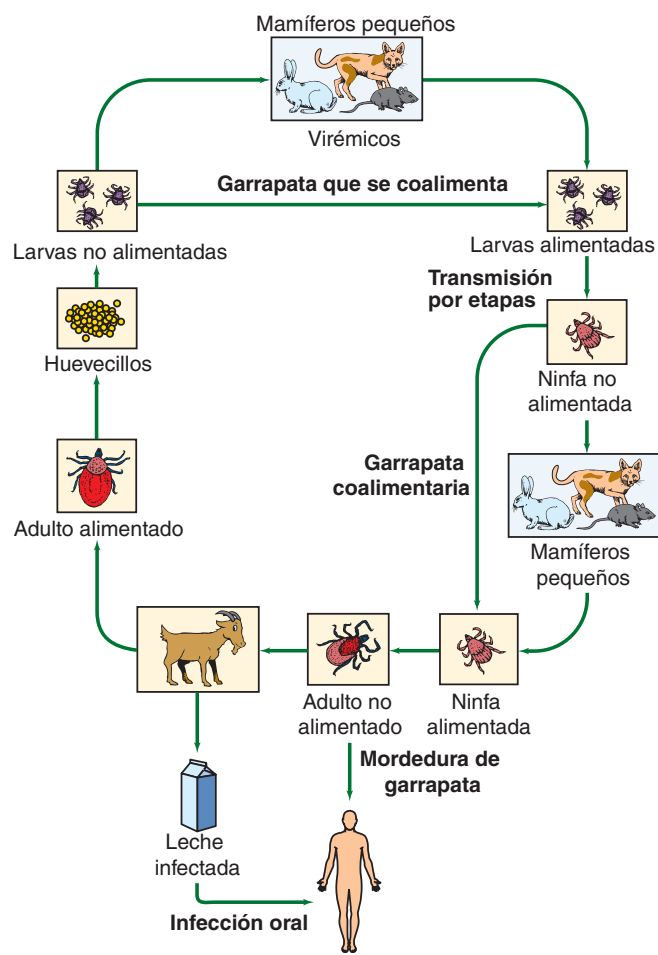 Mamíferos pequeños
Virémicos
Garrapata que se coalimenta
Larvas no alimentadas
Larvas alimentadas
Transmisión
por etapas
Huevecillos
Ninfa no
alimentada
Garrapata
coalimentaria
Adulto alimentado
Mamíferos
pequeños
Adulto no
alimentado
Ninfa
alimentada
Mordedura de
garrapata
Leche
infectada
Infección oral